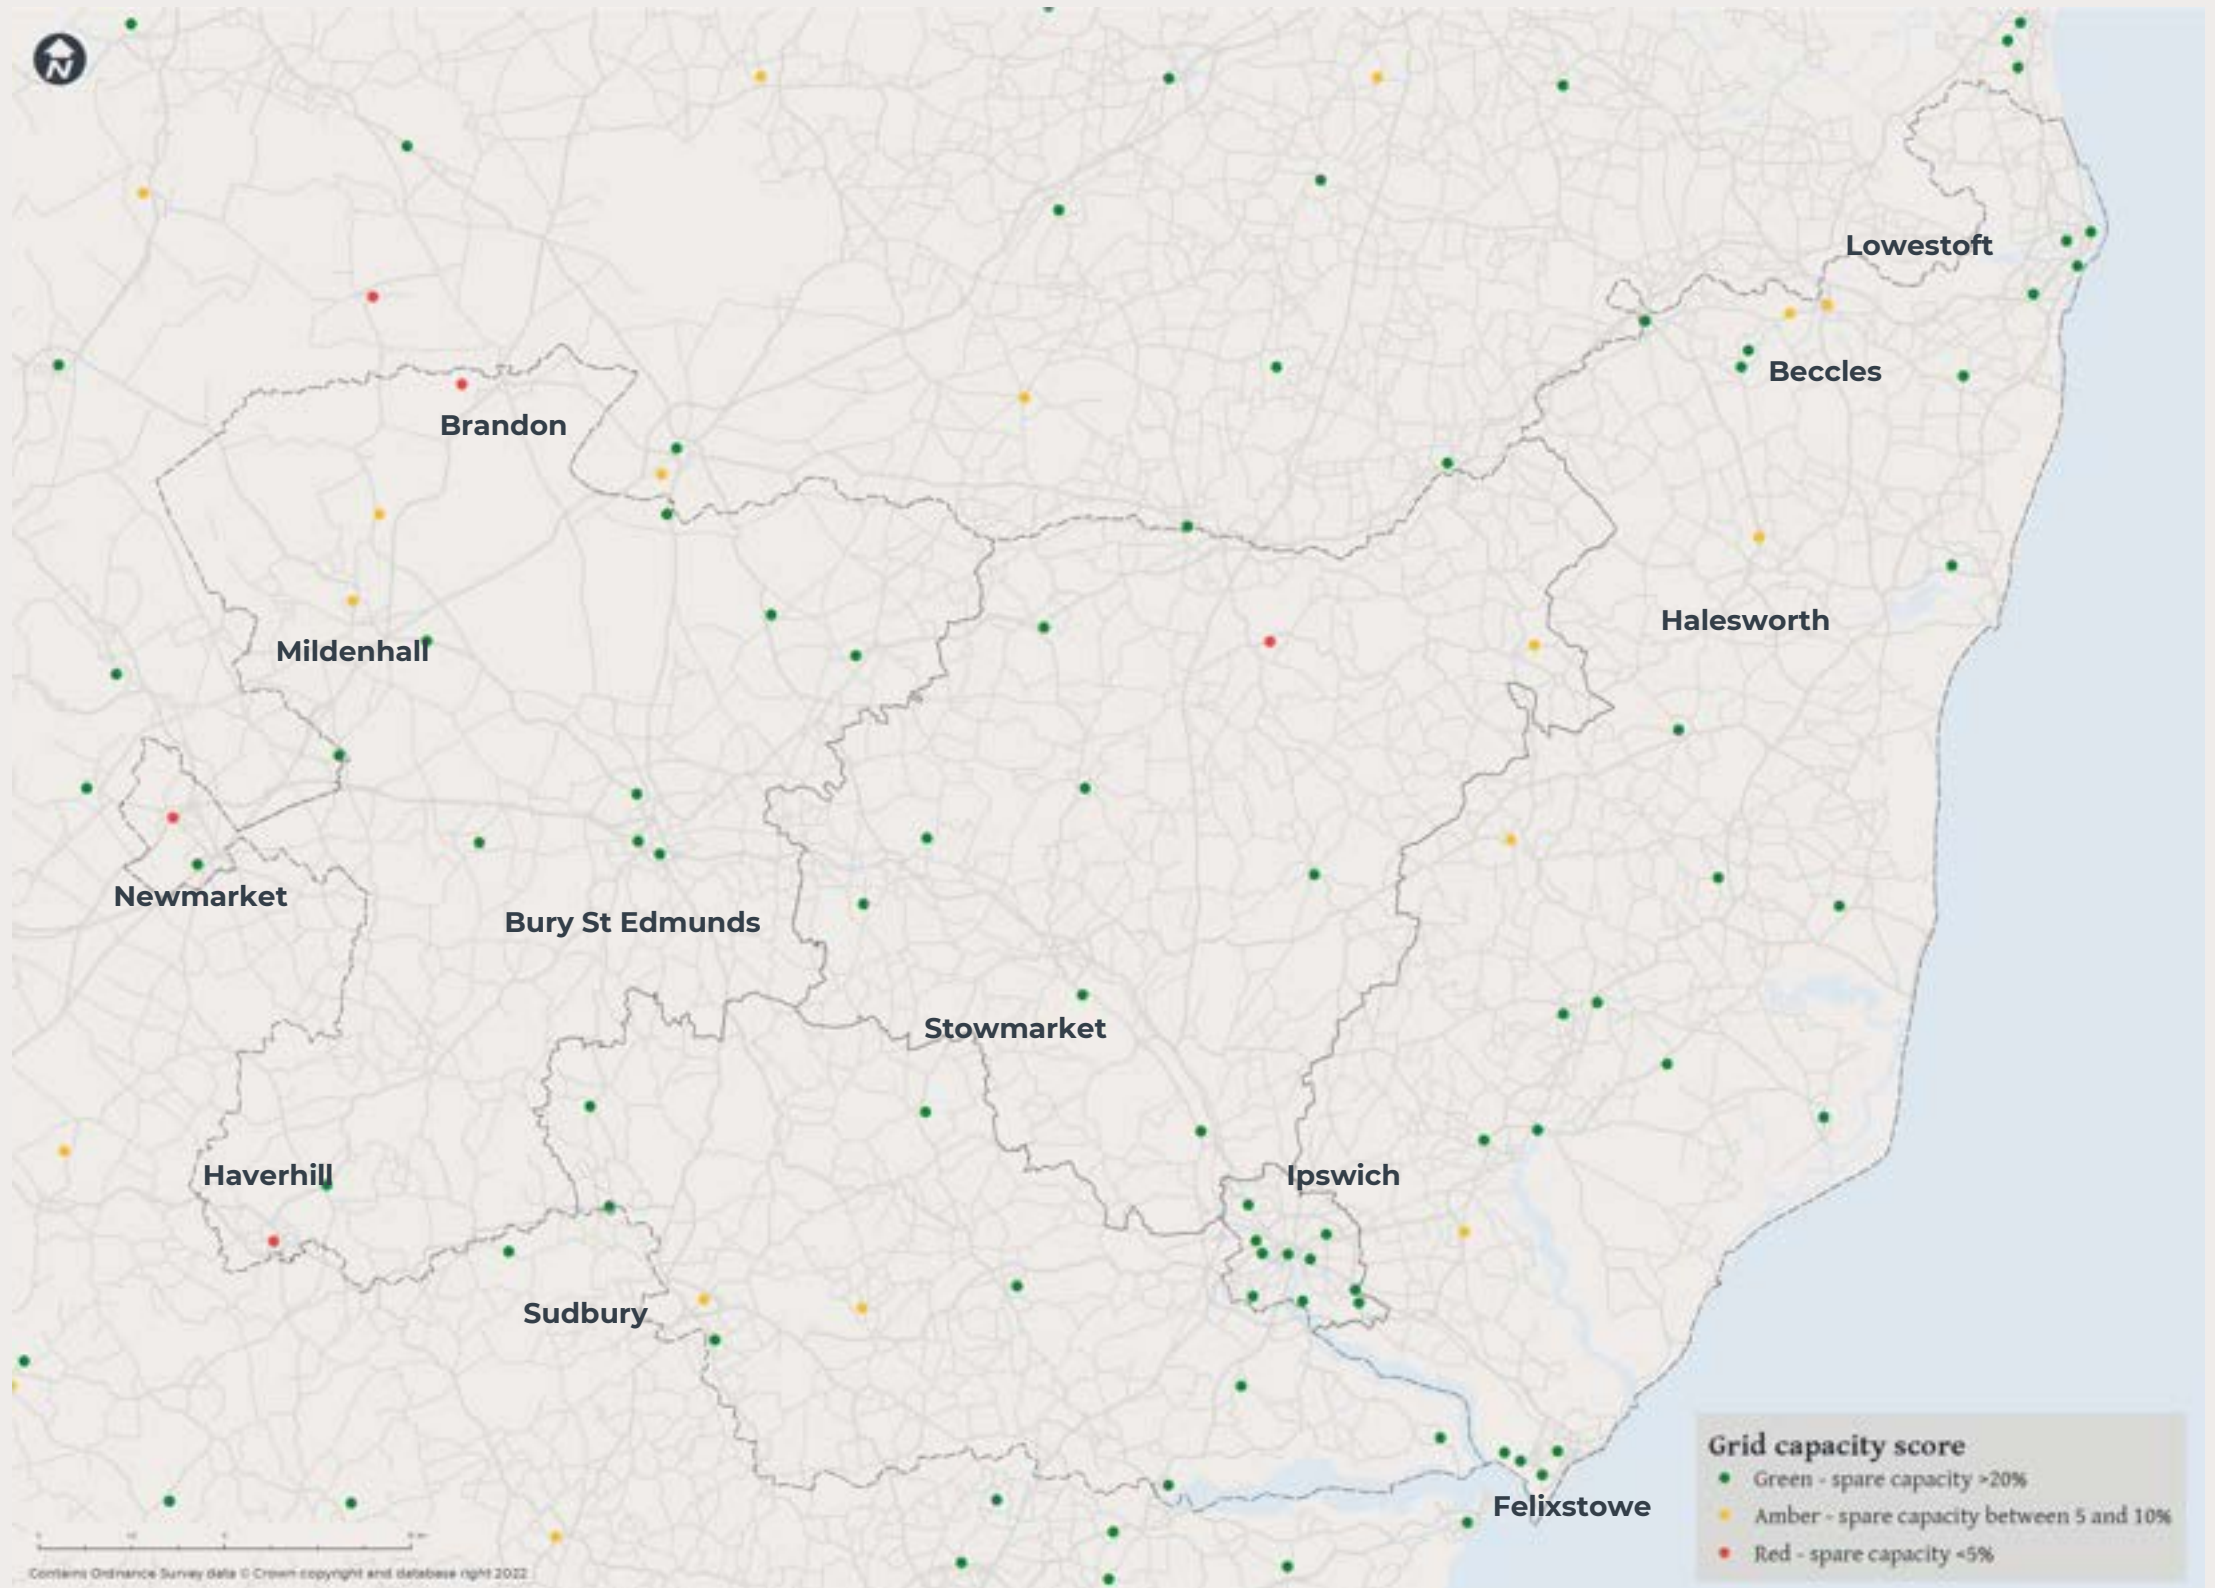 N
Lowestoft
Beccles
Brandon
Halesworth
Mildenhall
Newmarket
Bury St Edmunds
Stowmarket
Haverhill
Ipswich
Sudbury
Felixstowe
Grid capacity score
Green - spare capacity >20%
Amber - spare capacity between 5 and 10%
Red - spare capacity <5%
Contains Ordnance Survey data © Crown copyright and database right 2022